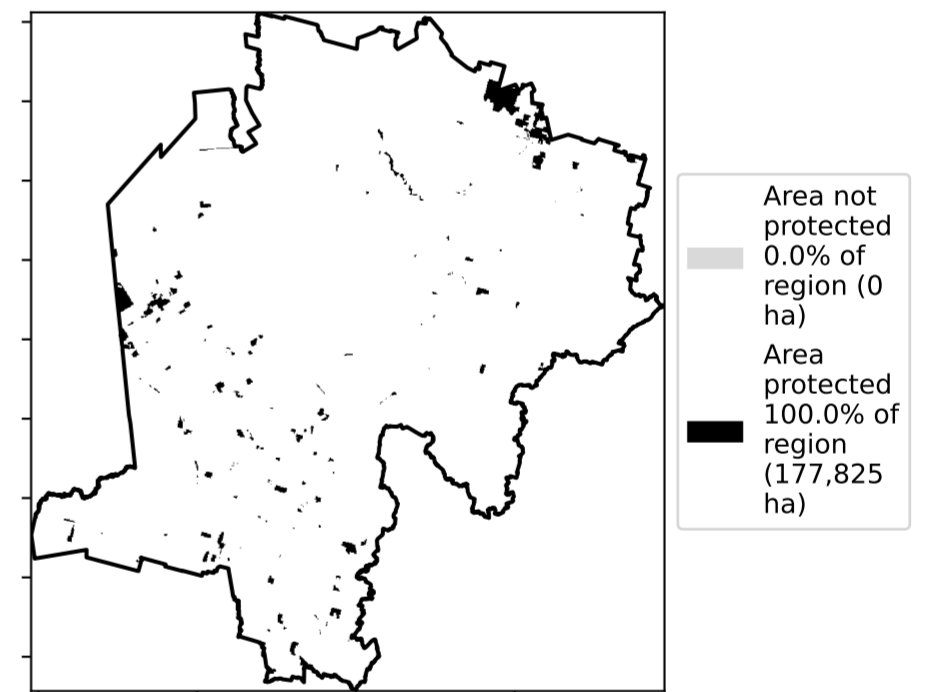 Area not
protected
0.0% of
region (0
ha)
Area
protected
100.0% of
region
(177,825
ha)